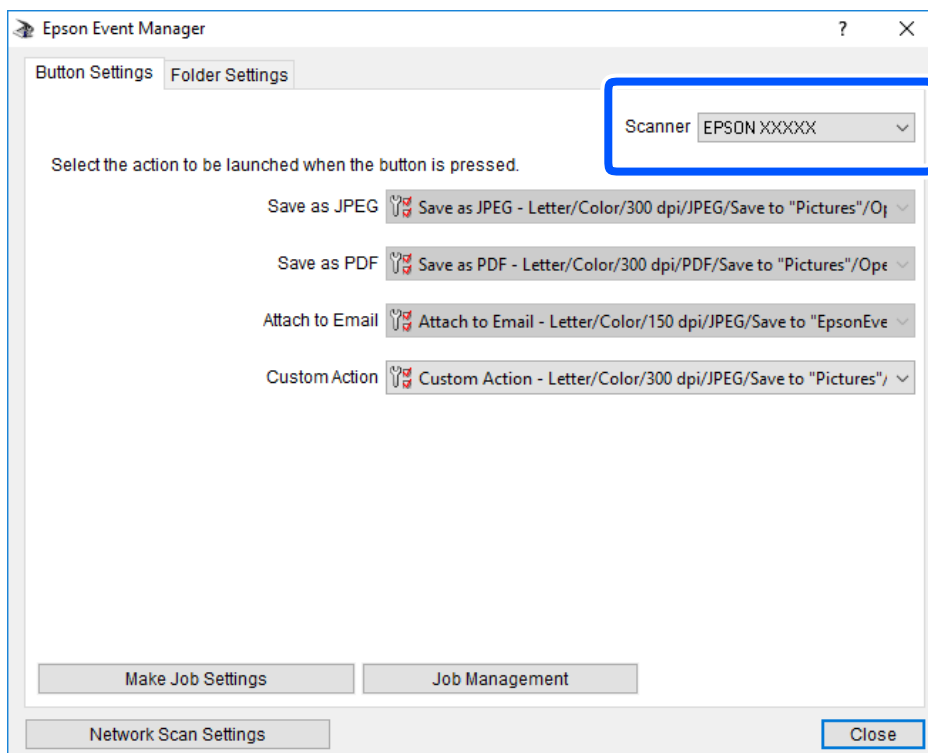 Epson Event Manager
Button Settings
Folder Settings
Scanner EPSON XXXXX
Select the action to be launched when the button is pressed.
Save as JPEG Save as JPEG - Letter/Color/300 dpi/JPEG/Save to "Pictures"/Op
Save as PDF Save as PDF - Letter/Color/300 dpi/PDF/Save to "Pictures"/Ope
Attach to Email Attach to Email - Letter/Color/150 dpi/JPEG/Save to "EpsonEve
Custom Action Custom Action - Letter/Color/300 dpi/JPEG/Save to "Pictures"/
Make Job Settings
Job Management
Network Scan Settings
Close